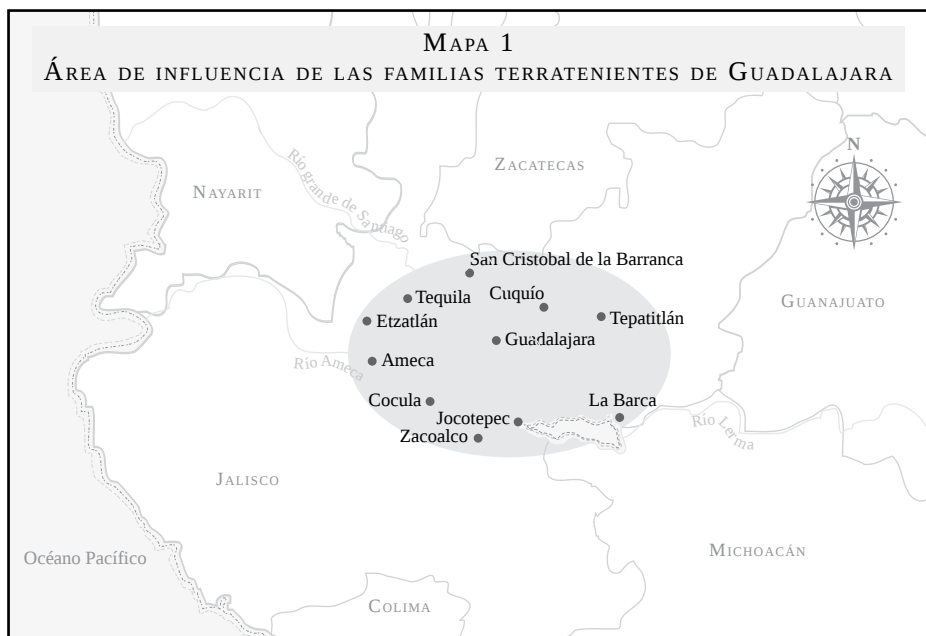 Mapa 1
Área de influencia de las familias terratenientes de Guadalajara
N
Zacatecas
Nayarit
Río grande de Santiago
San Cristobal de la Barranca
Tequila
Cuquío
Guanajuato
Etzatlán
Tepatitlán
Guadalajara
Río Ameca
Ameca
Cocula
La Barca
Jocotepec
Río Lerma
Zacoalco
Jalisco
Michoacán
Océano Pacífico
Colima